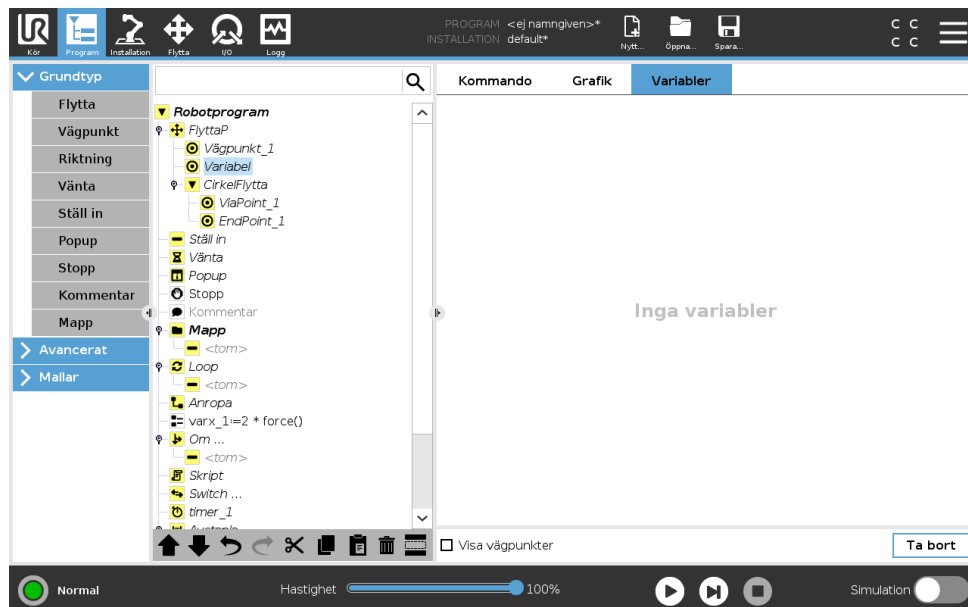 PROGRAM <ej namngiven>*
INSTALLATION default*
Kör
Program
Installation
Flytta
I/O
Logg
Nytt...
Öppna...
Spara...
C C
C C
Grundtyp
Flytta
Vägpunkt
Riktning
Vänta
Ställ in
Popup
Stopp
Kommentar
Mapp
Avancerat
Mallar
Robotprogram
FlyttaP
Vägpunkt_1
Variabel
CirkelFlytta
ViaPoint_1
EndPoint_1
Ställ in
Vänta
Popup
Stopp
Kommentar
Mapp
<tom>
Loop
<tom>
Anropa
varx_1:=2 * force()
Om ...
<tom>
Skript
Switch ...
timer_1
Kommando
Grafik
Variabler
Inga variabler
Visa vägpunkter
Ta bort
Normal
Hastighet
100%
Simulation